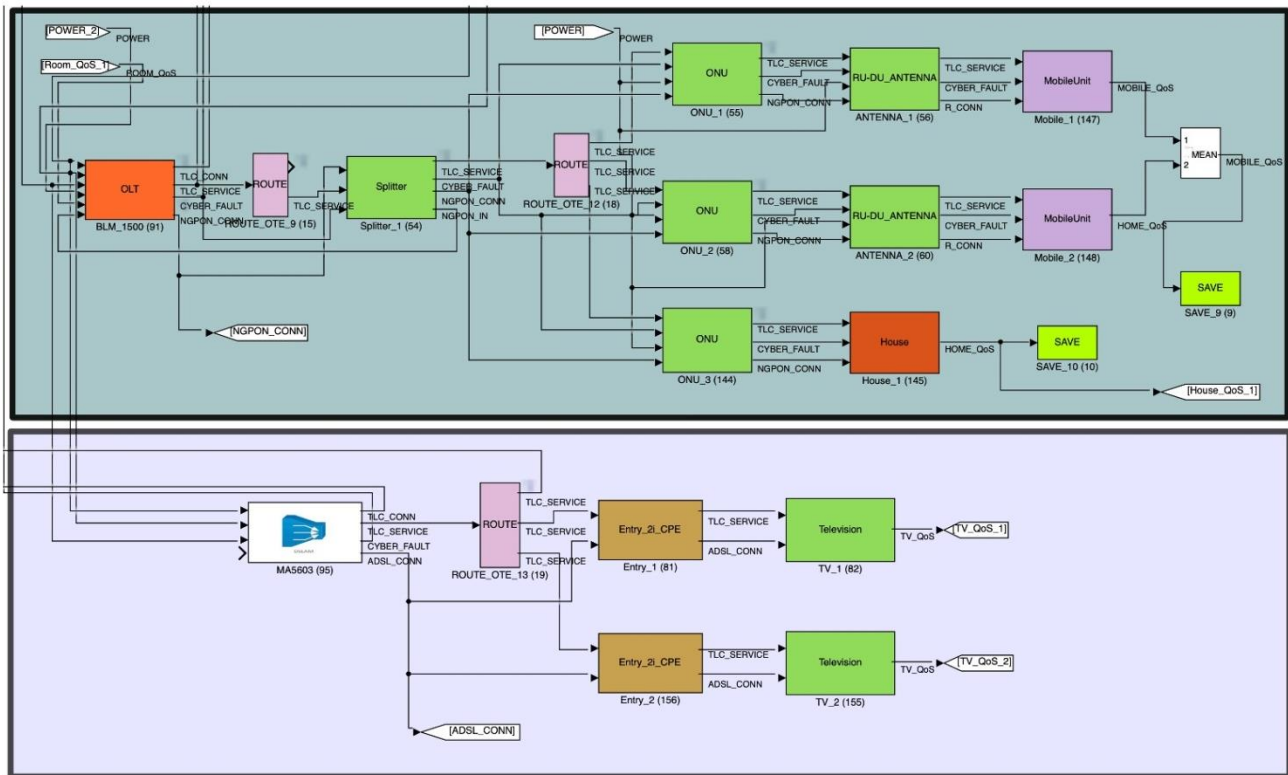 [POWER_2]
POWER
[Room_QoS_1]
ROOM_QoS
[POWER]
POWER
ONU
TLC_SERVICE
CYBER_FAULT
NGPON_CONN
ONU_1 (55)
RU-DU_ANTENNA
TLC_SERVICE
CYBER_FAULT
R_CONN
ANTENNA_1 (56)
MobileUnit
MOBILE_QoS
Mobile_1 (147)
1
2
MEAN
MOBILE_QoS
OLT
TLC_CONN
TLC_SERVICE
CYBER_FAULT
NGPON_CONN
BLM_1500 (91)
ROUTE
TLC_SERVICE
ROUTE_OTE_9 (15)
Splitter
TLC_SERVICE
CYBER_FAULT
NGPON_CONN
NGPON_IN
Splitter_1 (54)
ROUTE
TLC_SERVICE
TLC_SERVICE
TLC_SERVICE
ROUTE_OTE_12 (18)
ONU
TLC_SERVICE
CYBER_FAULT
NGPON_CONN
ONU_2 (58)
RU-DU_ANTENNA
TLC_SERVICE
CYBER_FAULT
R_CONN
ANTENNA_2 (60)
MobileUnit
HOME_QoS
Mobile_2 (148)
SAVE
SAVE_9 (9)
[NGPON_CONN]
ONU
TLC_SERVICE
CYBER_FAULT
NGPON_CONN
ONU_3 (144)
House
HOME_QoS
House_1 (145)
SAVE
SAVE_10 (10)
[House_QoS_1]
TLC_CONN
TLC_SERVICE
CYBER_FAULT
ADSL_CONN
MA5603 (95)
ROUTE
TLC_SERVICE
TLC_SERVICE
TLC_SERVICE
ROUTE_OTE_13 (19)
Entry_2i_CPE
TLC_SERVICE
ADSL_CONN
Entry_1 (81)
Television
TV_QoS
TV_1 (82)
[TV_QoS_1]
Entry_2i_CPE
TLC_SERVICE
ADSL_CONN
Entry_2 (156)
Television
TV_QoS
TV_2 (155)
[TV_QoS_2]
[ADSL_CONN]